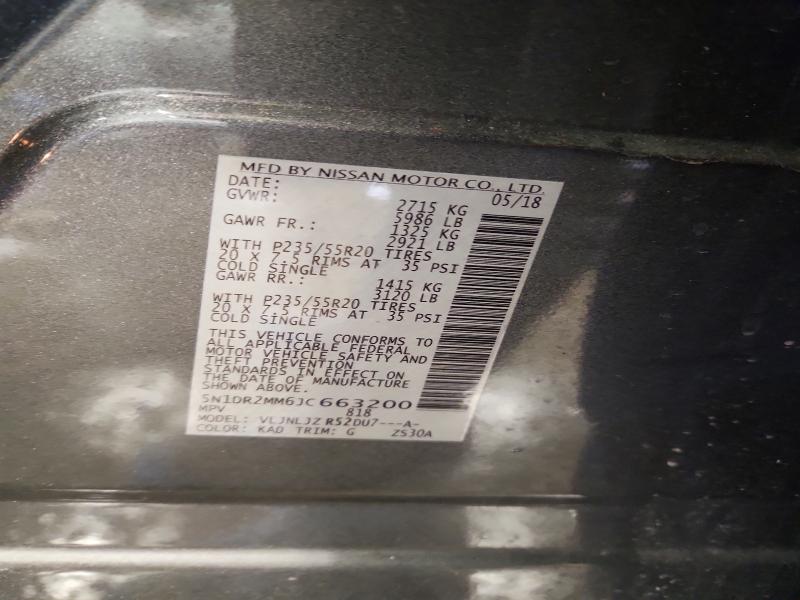 MFD BY NISSAN MOTOR CO., LTD.
DATE: 05/18
GVWR: 2715 KG
5986 LB
GAWR FR.: 1325 KG
2921 LB
WITH P235/55R20 TIRES
20 X 7.5 RIMS AT 35 PSI
COLD SINGLE
GAWR RR.: 1415 KG
3120 LB
WITH P235/55R20 TIRES
20 X 7.5 RIMS AT 35 PSI
COLD SINGLE
THIS VEHICLE CONFORMS TO
ALL APPLICABLE FEDERAL
MOTOR VEHICLE SAFETY AND
THEFT PREVENTION
STANDARDS IN EFFECT ON
THE DATE OF MANUFACTURE
SHOWN ABOVE.
5N1DR2MM6JC663200
MPV 818
MODEL: VLJNLJZ R52DU7---A-
COLOR: KAD TRIM: G ZS30A